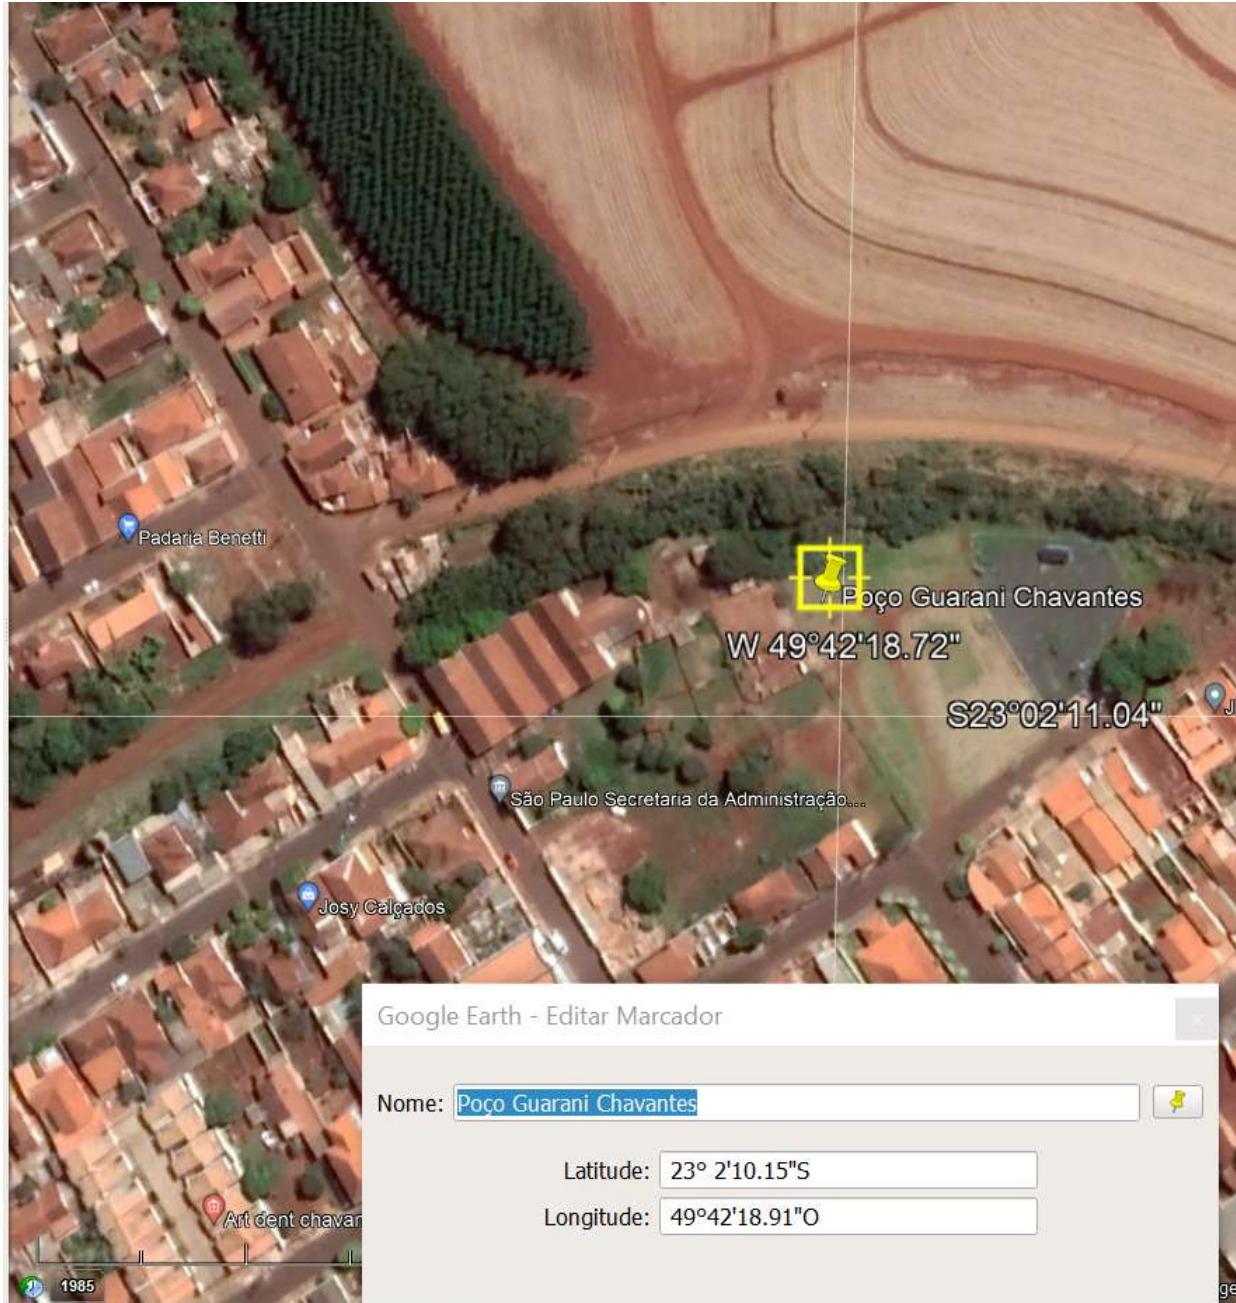 Padaria Benetti
Poço Guarani Chavantes
W 49°42'18.72"
S23°02'11.04"
São Paulo Secretaria da Administração...
Josy Calçados
Google Earth - Editar Marcador
Nome: Poço Guarani Chavantes
Latitude: 23° 2'10.15"S
Longitude: 49°42'18.91"O
Art dent chavar
1985